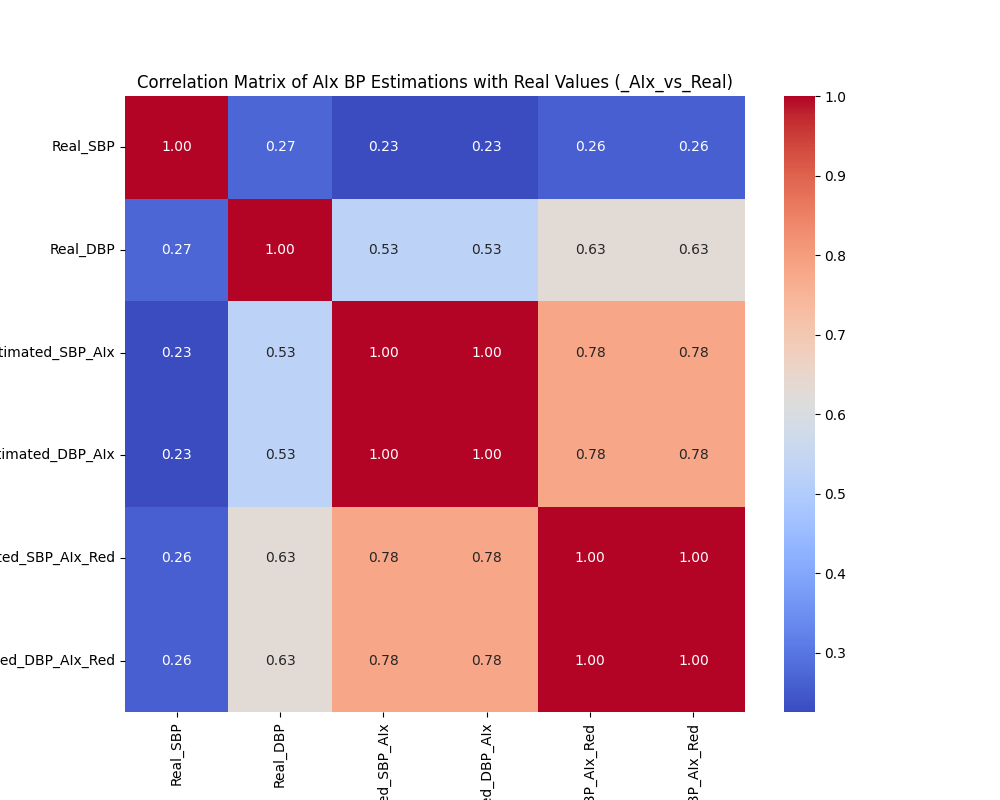 Correlation Matrix of AIx BP Estimations with Real Values (_AIx_vs_Real)
Real_SBP 1.00 0.27 0.23 0.23 0.26 0.26
Real_DBP 0.27 1.00 0.53 0.53 0.63 0.63
timated_SBP_AIx 0.23 0.53 1.00 1.00 0.78 0.78
timated_DBP_AIx 0.23 0.53 1.00 1.00 0.78 0.78
ted_SBP_AIx_Red 0.26 0.63 0.78 0.78 1.00 1.00
ed_DBP_AIx_Red 0.26 0.63 0.78 0.78 1.00 1.00
Real_SBP
Real_DBP
ed_SBP_AIx
ed_DBP_AIx
BP_AIx_Red
BP_AIx_Red
1.0
0.9
0.8
0.7
0.6
0.5
0.4
0.3